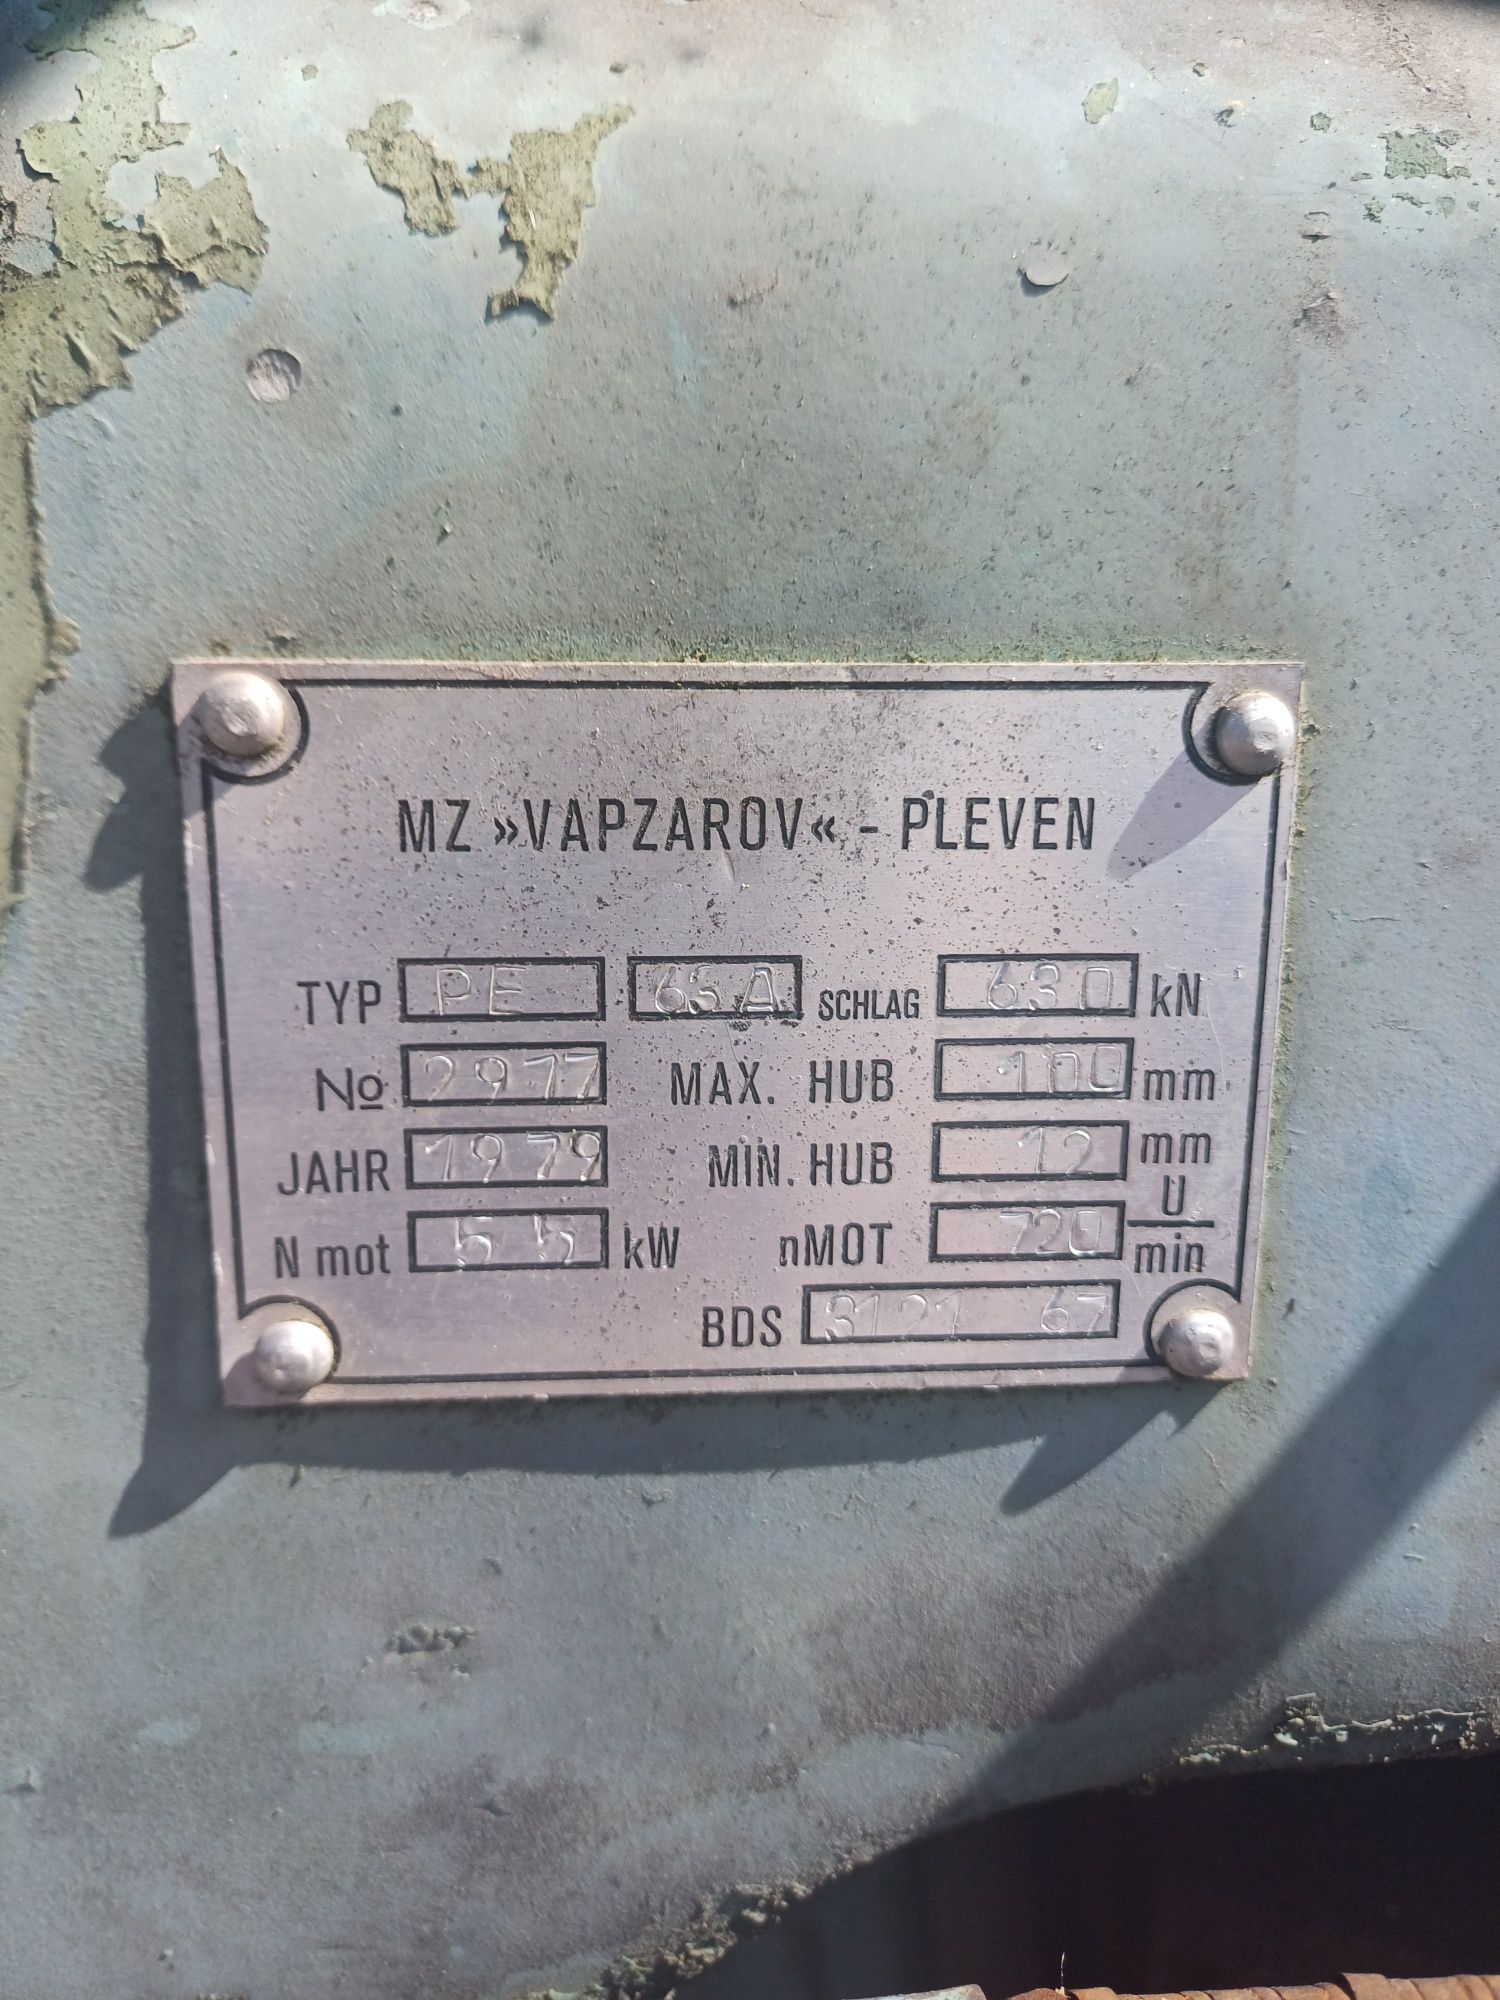 MZ »VAPZAROV« - PLEVEN
TYP PE 63A SCHLAG 630 kN
No 2977 MAX. HUB 100 mm
JAHR 1979 MIN. HUB 12 mm
N mot 5 5 kW nMOT 720 U/min
BDS 3121 67